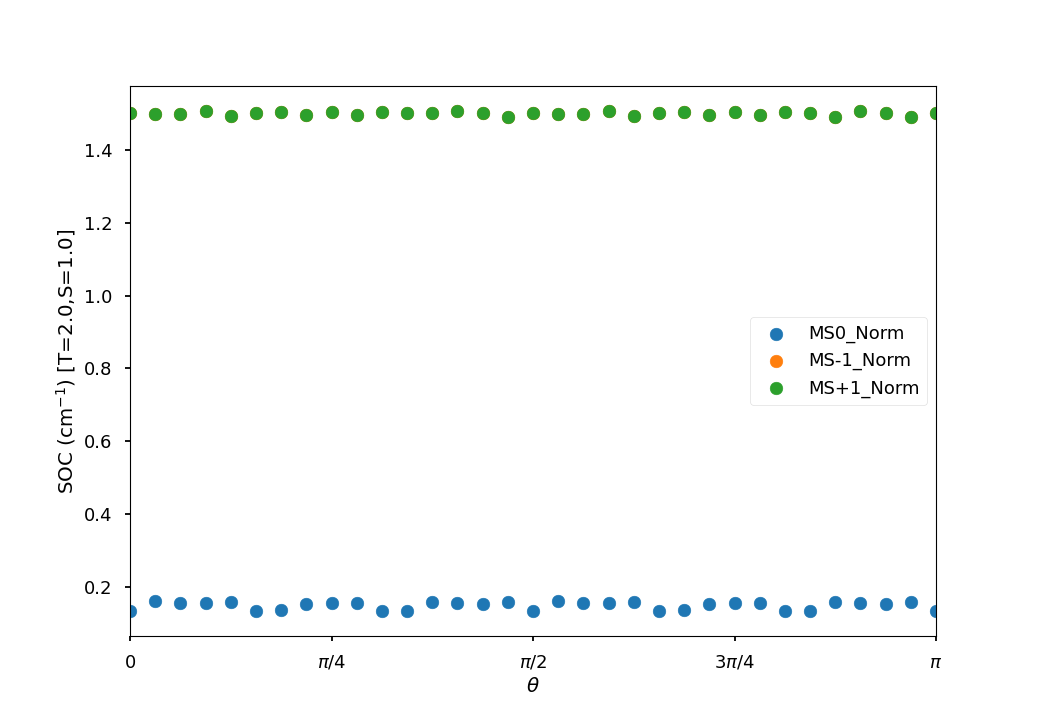 SOC (cm⁻¹) [T=2.0,S=1.0]
1.4
1.2
1.0
0.8
0.6
0.4
0.2
MS0_Norm
MS-1_Norm
MS+1_Norm
0 π/4 π/2 3π/4 π
θ